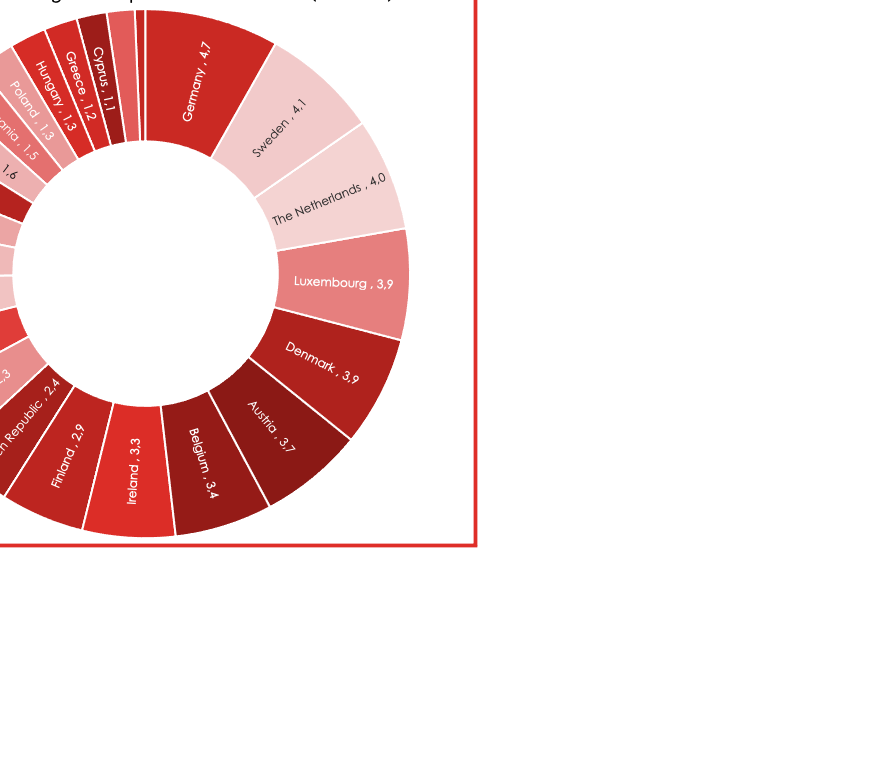 Germany , 4,7
Sweden , 4,1
The Netherlands , 4,0
Luxembourg , 3,9
Denmark , 3,9
Austria , 3,7
Belgium , 3,4
Ireland , 3,3
Finland , 2,9
Republic , 2,4
1,6
1,5
Poland , 1,3
Hungary , 1,3
Greece , 1,2
Cyprus , 1,1